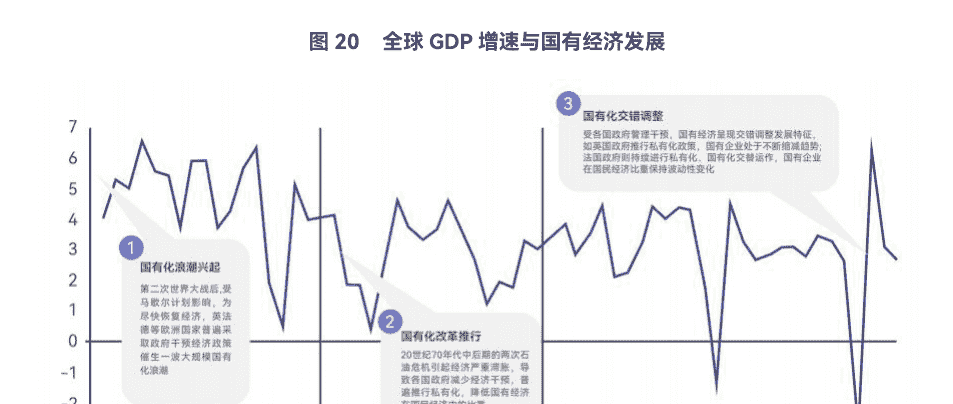 图 20 全球 GDP 增速与国有经济发展
3
国有化交错调整
受各国政府管理干预，国有经济呈现交错调整发展特征，
如英国政府推行私有化政策，国有企业处于不断缩减趋势；
法国政府则持续进行私有化、国有化交替运作，国有企业
在国民经济比重保持波动性变化
7
6
5
4
3
2
1
0
-1
1
国有化浪潮兴起
第二次世界大战后,受
马歇尔计划影响，为
尽快恢复经济，英法
德等欧洲国家普遍采
取政府干预经济政策
催生一波大规模国有
化浪潮
2
国有化改革推行
20世纪70年代中后期的两次石
油危机引起经济严重滞胀，导
致各国政府减少经济干预，普
遍推行私有化，降低国有经济